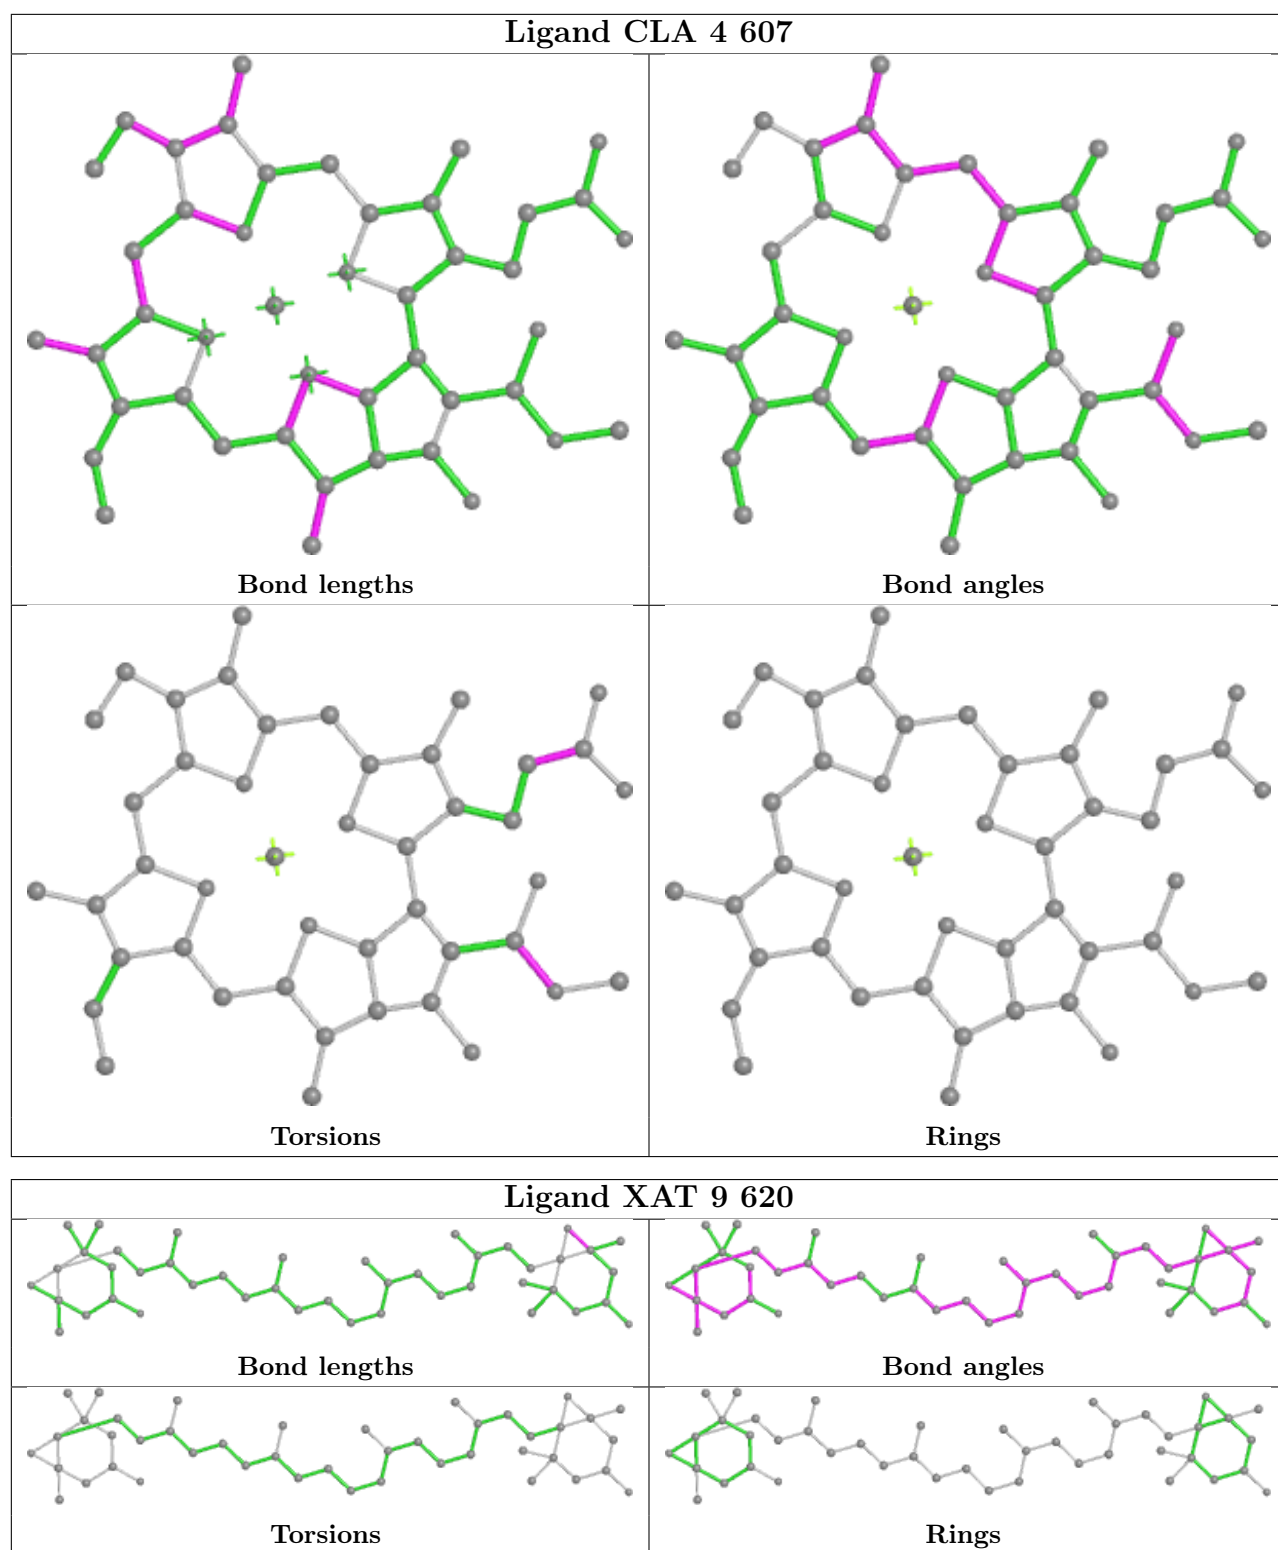 Ligand CLA 4 607
Bond lengths
Bond angles
Torsions
Rings
Ligand XAT 9 620
Bond lengths
Bond angles
Torsions
Rings